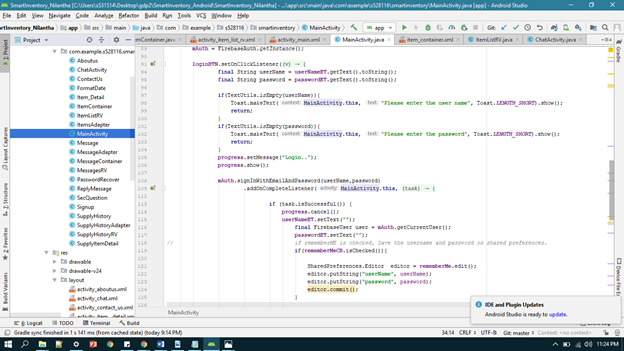 SmartInventory_Nilantha [C:\Users\S531514\Desktop\gdp2\SmartInventory_Android\SmartInventory_Nilantha] - ...\app\src\main\java\com\example\s528116\smartinventory\MainActivity.java [app] - Android Studio
File Edit View Navigate Code Analyze Refactor Build Run Tools VCS Window Help
SmartInventory_Nilantha app src main java com example s528116 smartinventory MainActivity app Git:
Project
mContainer.java activity_item_list_rv.xml activity_main.xml MainActivity.java item_container.xml ItemListRV.java ChatActivity.java
com.example.s528116.smartinventory
Aboutus
ChatActivity
ContactUs
FormatDate
Item_Detail
ItemContainer
ItemListRV
ItemsAdapter
MainActivity
Message
MessageAdapter
MessageContainer
MessagesRV
PasswordRecover
ReplyMessage
SecQuestion
Signup
SupplyHistory
SupplyHistoryAdapter
SupplyHistoryRV
SupplyItemDetail
res
drawable
drawable-v24
layout
activity_aboutus.xml
activity_chat.xml
activity_contact_us.xml
activity_item_detail.xml
mAuth = FirebaseAuth.getInstance();
loginBTN.setOnClickListener((v) → {
final String userName = userNameET.getText().toString();
final String password = passwordET.getText().toString();
if(TextUtils.isEmpty(userName)){
Toast.makeText( context: MainActivity.this, text: "Please enter the user name", Toast.LENGTH_SHORT).show();
return;
}
if(TextUtils.isEmpty(password)){
Toast.makeText( context: MainActivity.this, text: "Please enter the password", Toast.LENGTH_SHORT).show();
return;
}
progress.setMessage("Login..");
progress.show();
mAuth.signInWithEmailAndPassword(userName,password)
.addOnCompleteListener( activity: MainActivity.this, (task) → {
if (task.isSuccessful()) {
progress.cancel();
userNameET.setText("");
final FirebaseUser user = mAuth.getCurrentUser();
passwordET.setText("");
// if rememberME is checked, Save the username and password on shared preferences.
if(rememberMeCB.isChecked()){
SharedPreferences.Editor editor = rememberMe.edit();
editor.putString("userName", userName);
editor.putString("password", password);
editor.commit();
}
MainActivity
IDE and Plugin Updates
Android Studio is ready to update.
6: Logcat TODO Terminal Build
Gradle sync finished in 1 s 141 ms (from cached state) (today 9:14 PM)
34:14 CRLF UTF-8 Git: master Context: <no context>
1: Project
Layout Captures
7: Structure
2: Favorites
Build Variants
Gradle
Device File
11:24 PM